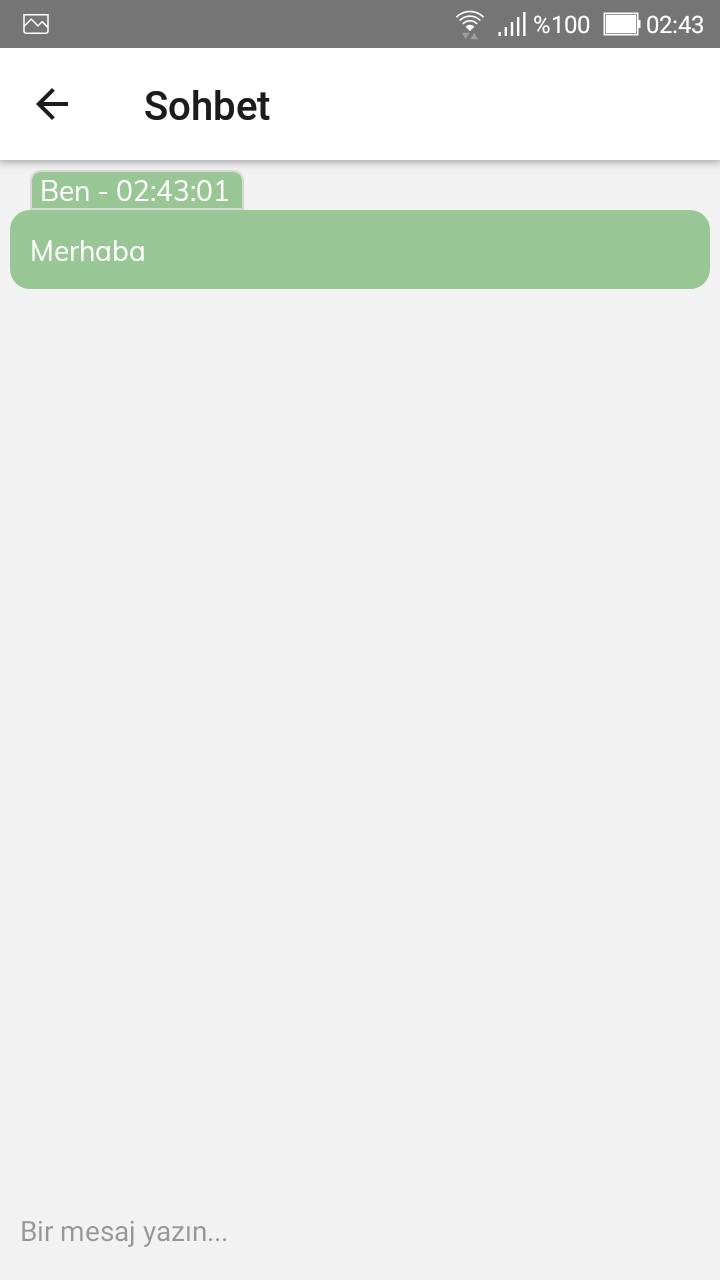 %100 02:43
Sohbet
Ben - 02:43:01
Merhaba
Bir mesaj yazın...